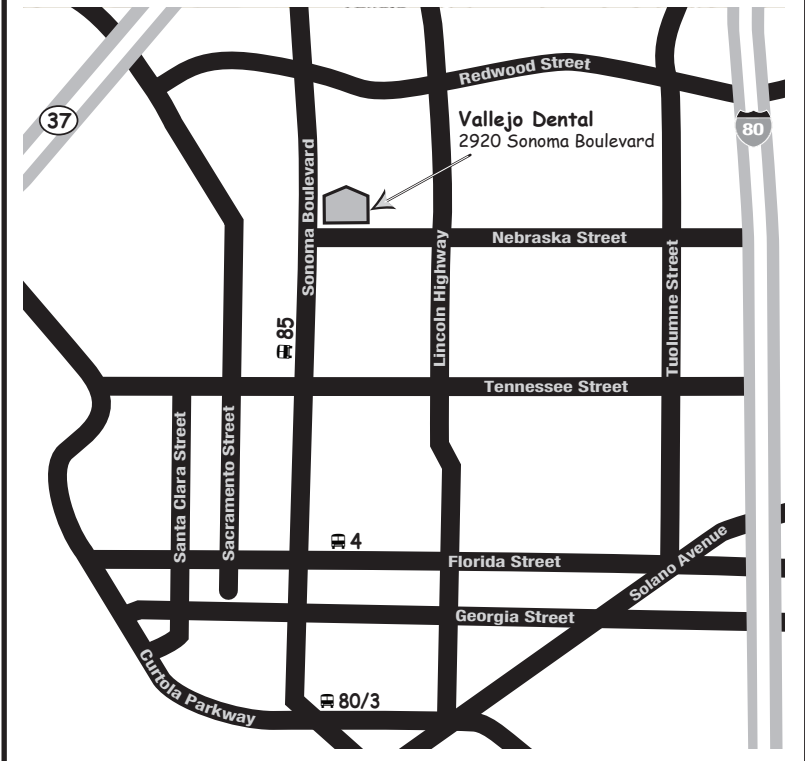 Redwood Street
37
Vallejo Dental
2920 Sonoma Boulevard
80
Sonoma Boulevard
Nebraska Street
Lincoln Highway
Tuolumne Street
85
Tennessee Street
Santa Clara Street
Sacramento Street
4
Florida Street
Solano Avenue
Georgia Street
Curtola Parkway
80/3